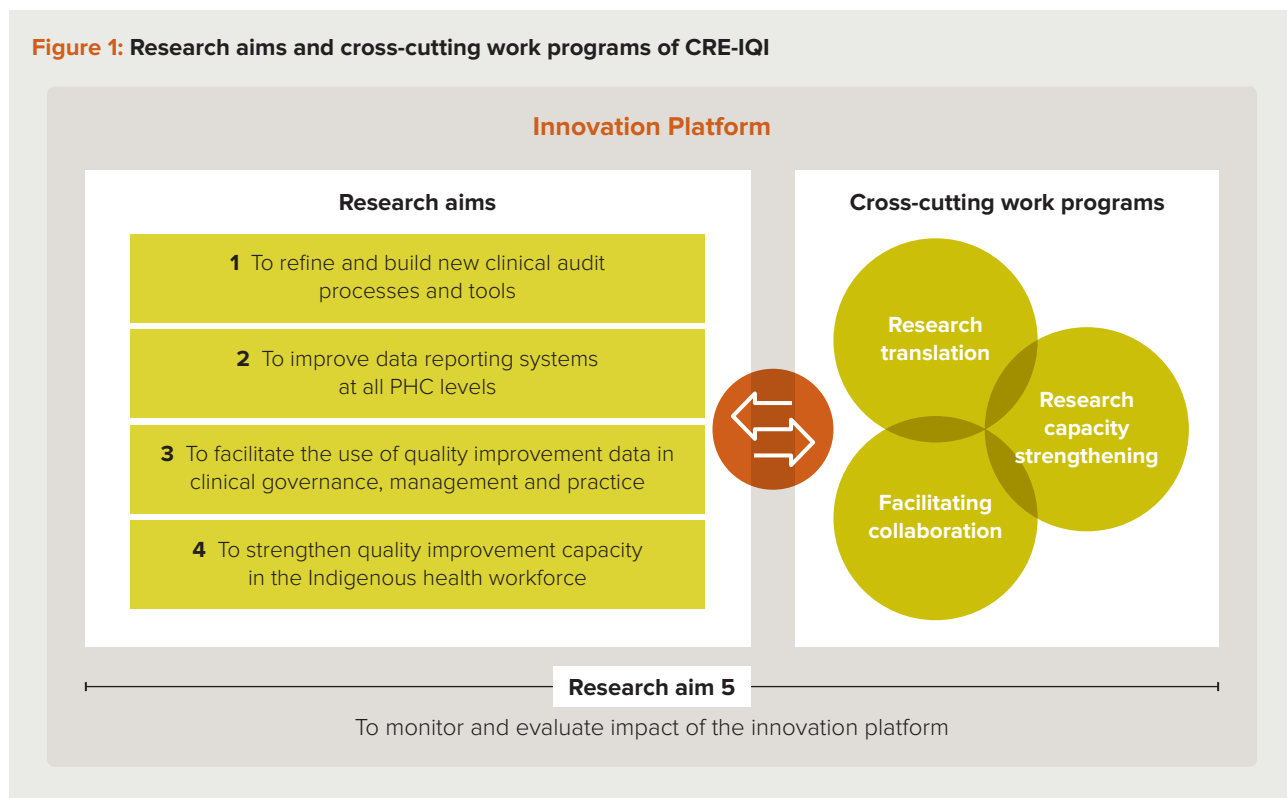 Figure 1: Research aims and cross-cutting work programs of CRE-IQI
Innovation Platform
Research aims
1 To refine and build new clinical audit
processes and tools
2 To improve data reporting systems
at all PHC levels
3 To facilitate the use of quality improvement data in
clinical governance, management and practice
4 To strengthen quality improvement capacity
in the Indigenous health workforce
Cross-cutting work programs
Research
translation
Research
capacity
strengthening
Facilitating
collaboration
Research aim 5
To monitor and evaluate impact of the innovation platform